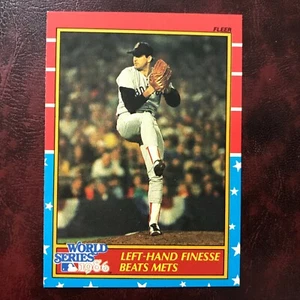 FLEER
WORLD
SERIES
1986
LEFT-HAND FINESSE
BEATS METS